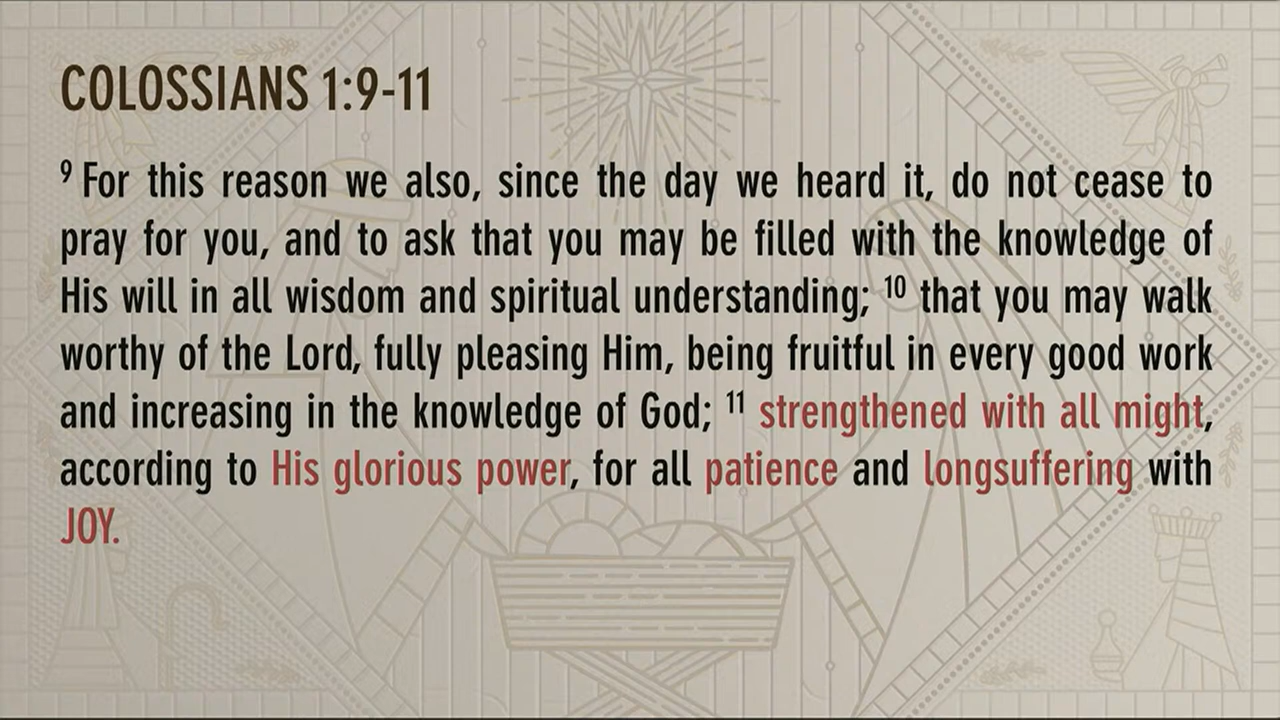 COLOSSIANS 1:9-11
9 For this reason we also, since the day we heard it, do not cease to
pray for you, and to ask that you may be filled with the knowledge of
His will in all wisdom and spiritual understanding; 10 that you may walk
worthy of the Lord, fully pleasing Him, being fruitful in every good work
and increasing in the knowledge of God; 11 strengthened with all might,
according to His glorious power, for all patience and longsuffering with
JOY.